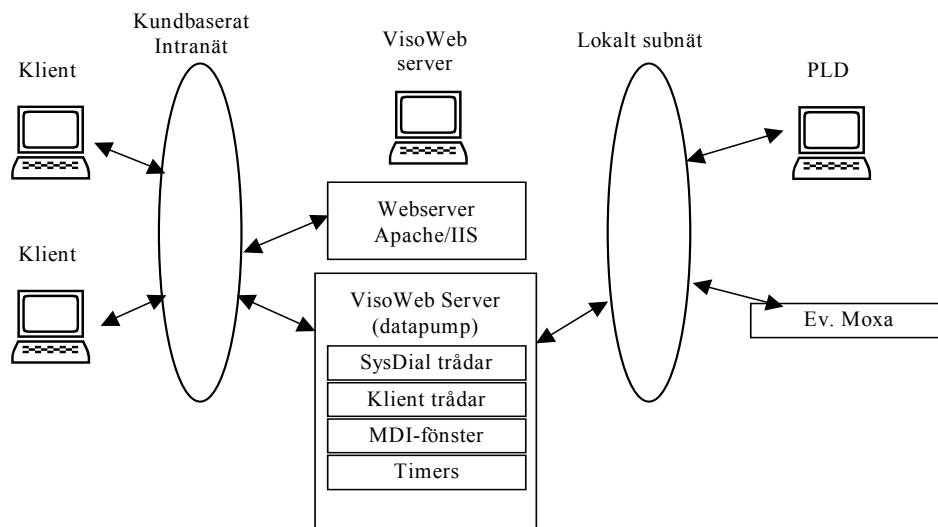 Kundbaserat
Intranät
VisoWeb
server
Lokalt subnät
Klient
PLD
Webserver
Apache/IIS
Klient
VisoWeb Server
(datapump)
SysDial trådar
Klient trådar
MDI-fönster
Timers
Ev. Moxa